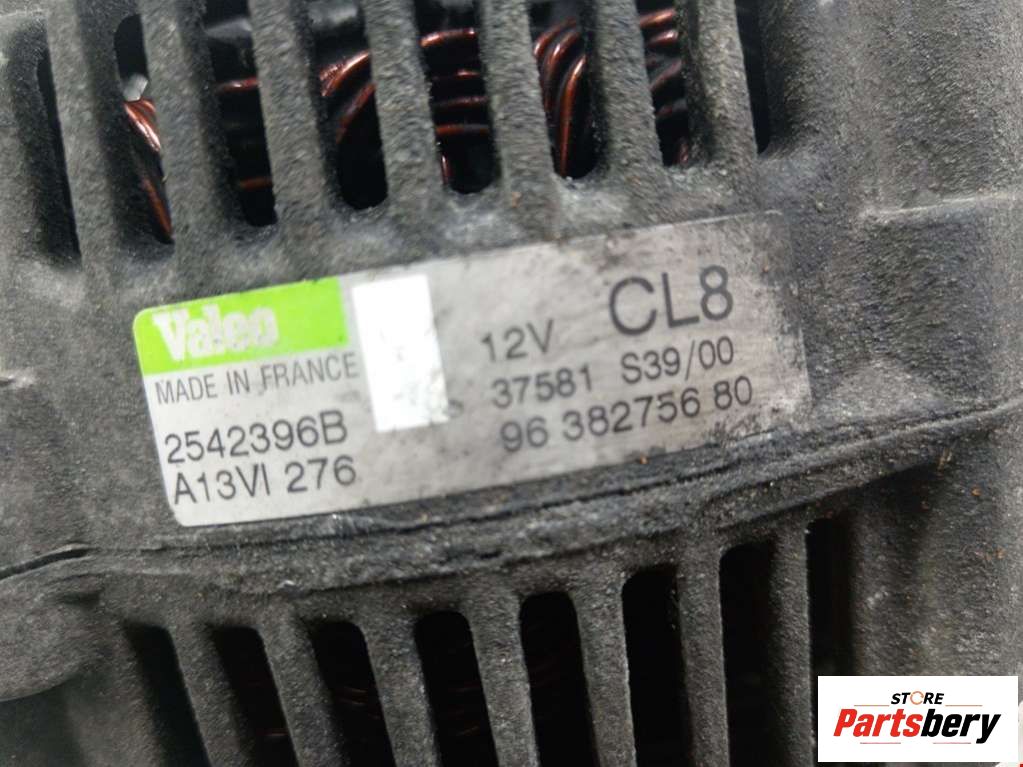 Valeo
MADE IN FRANCE
2542396B
A13VI 276
12V CL8
37581 S39/00
96 382756 80
STORE
Partsbery